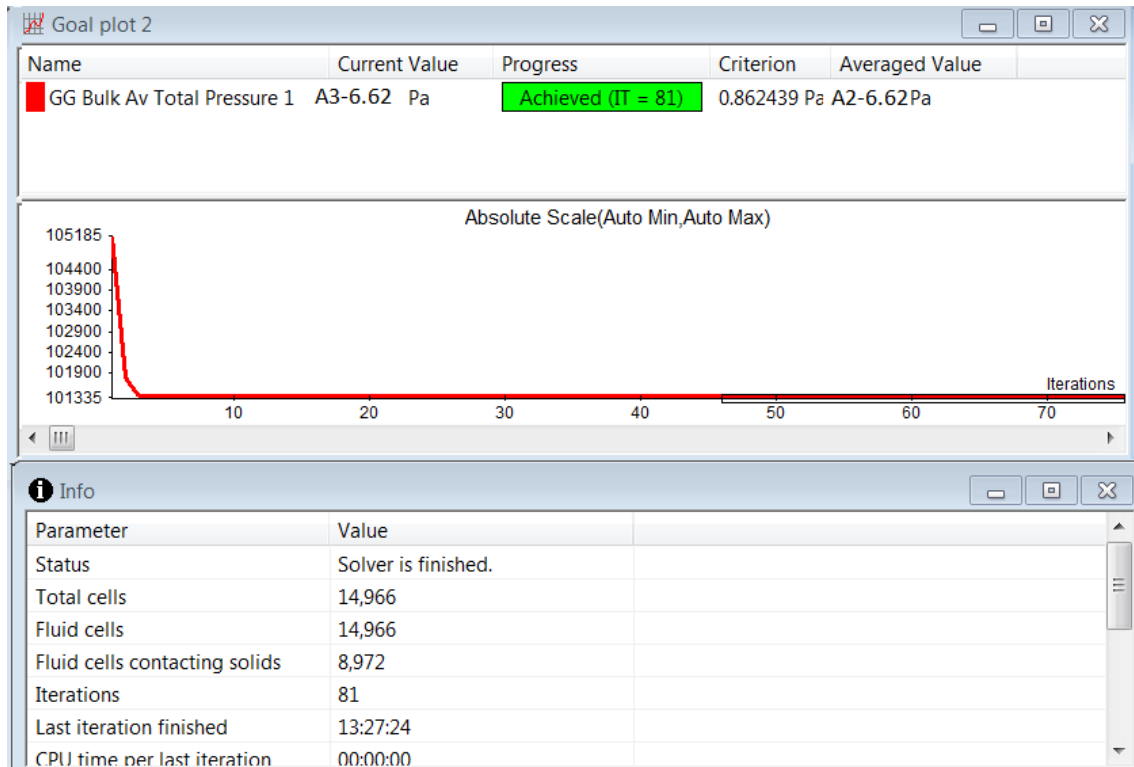 Goal plot 2
Name Current Value Progress Criterion Averaged Value
GG Bulk Av Total Pressure 1 A3-6.62 Pa Achieved (IT = 81) 0.862439 Pa A2-6.62Pa
Absolute Scale(Auto Min,Auto Max)
105185
104400
103900
103400
102900
102400
101900
101335
Iterations
10 20 30 40 50 60 70
Info
Parameter Value
Status Solver is finished.
Total cells 14,966
Fluid cells 14,966
Fluid cells contacting solids 8,972
Iterations 81
Last iteration finished 13:27:24
CPU time per last iteration 00:00:00